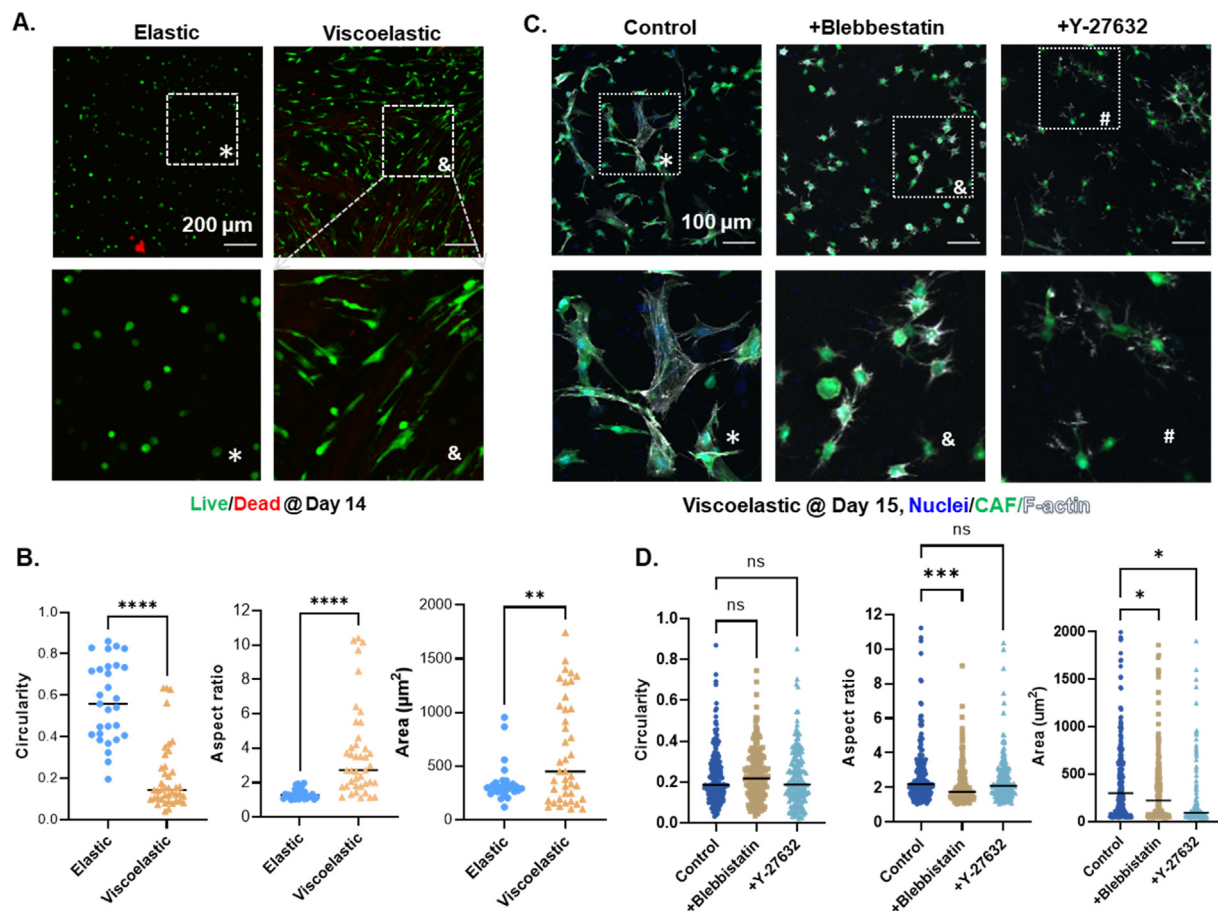 A.
Elastic
Viscoelastic
*
&
200 µm
*
&
Live/Dead @ Day 14
C.
Control
+Blebbestatin
+Y-27632
*
&
#
100 µm
*
&
#
Viscoelastic @ Day 15, Nuclei/CAF/F-actin
B.
****
1.0
0.8
0.6
0.4
0.2
0.0
Circularity
Elastic
Viscoelastic
****
12
10
8
6
4
2
0
Aspect ratio
Elastic
Viscoelastic
**
2000
1500
1000
500
0
Area (µm²)
Elastic
Viscoelastic
D.
ns
ns
1.0
0.8
0.6
0.4
0.2
0.0
Circularity
Control
+Blebbistatin
+Y-27632
ns
***
12
10
8
6
4
2
0
Aspect ratio
Control
+Blebbistatin
+Y-27632
*
*
2000
1500
1000
500
0
Area (um²)
Control
+Blebbistatin
+Y-27632